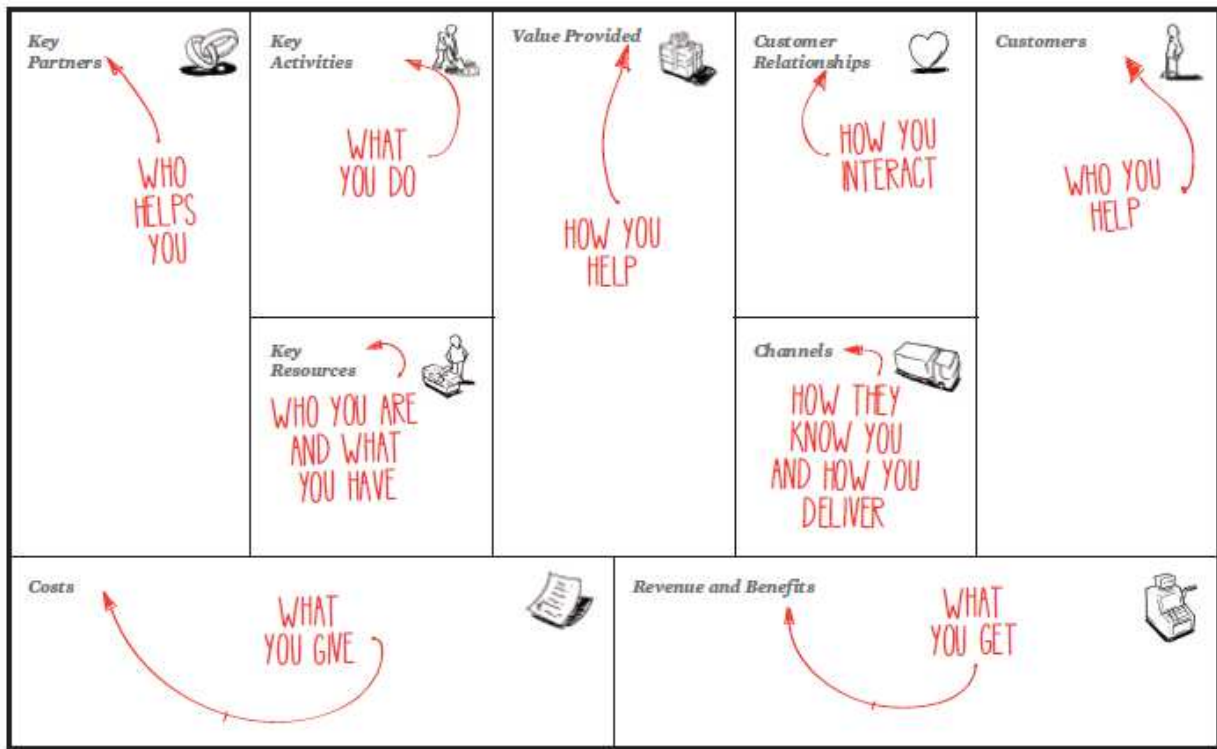 Key
Partners
WHO
HELPS
YOU
Key
Activities
WHAT
YOU DO
Key
Resources
WHO YOU ARE
AND WHAT
YOU HAVE
Value Provided
HOW YOU
HELP
Customer
Relationships
HOW YOU
INTERACT
Channels
HOW THEY
KNOW YOU
AND HOW YOU
DELIVER
Customers
WHO YOU
HELP
Costs
WHAT
YOU GIVE
Revenue and Benefits
WHAT
YOU GET